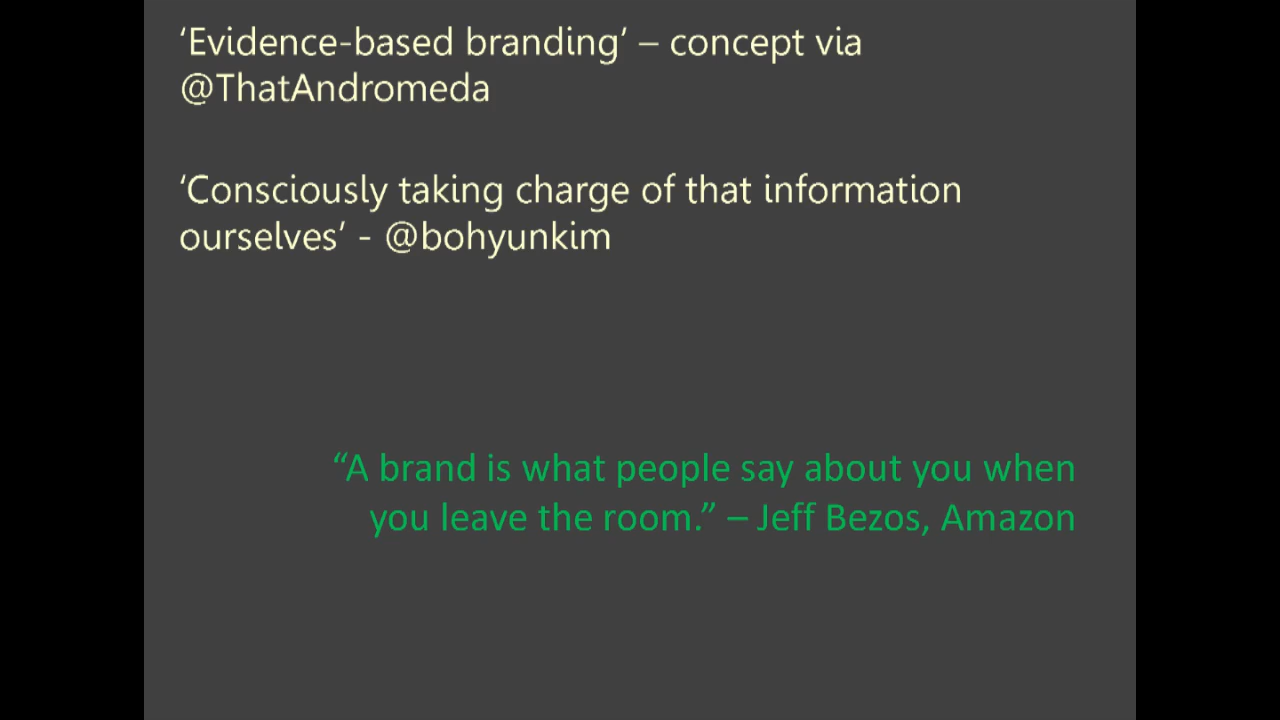 ‘Evidence-based branding’ – concept via
@ThatAndromeda
‘Consciously taking charge of that information
ourselves’ - @bohyunkim
“A brand is what people say about you when
you leave the room.” – Jeff Bezos, Amazon